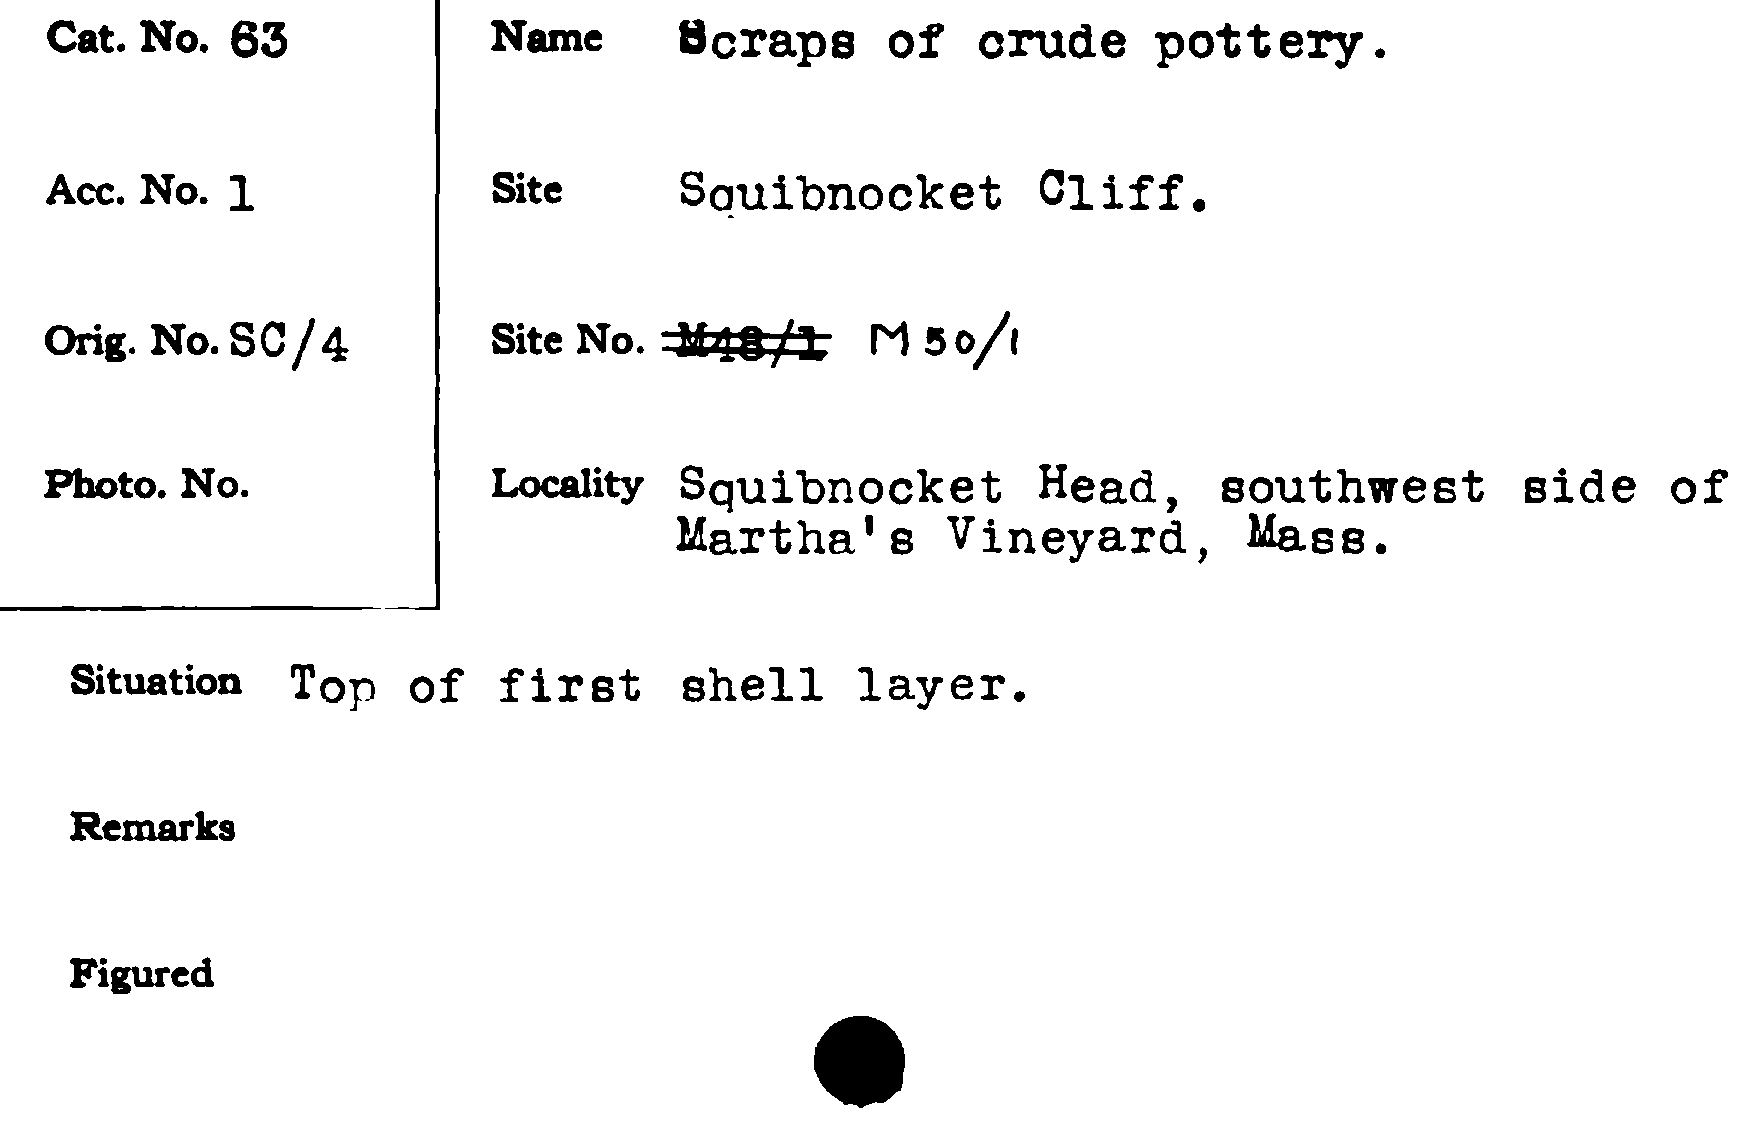 Cat. No. 63
Name Scraps of crude pottery.
Acc. No. 1
Site Squibnocket Cliff.
Orig. No. SC/4
Site No. M48/1 M50/1
Photo. No.
Locality Squibnocket Head, southwest side of
Martha's Vineyard, Mass.
Situation Top of first shell layer.
Remarks
Figured